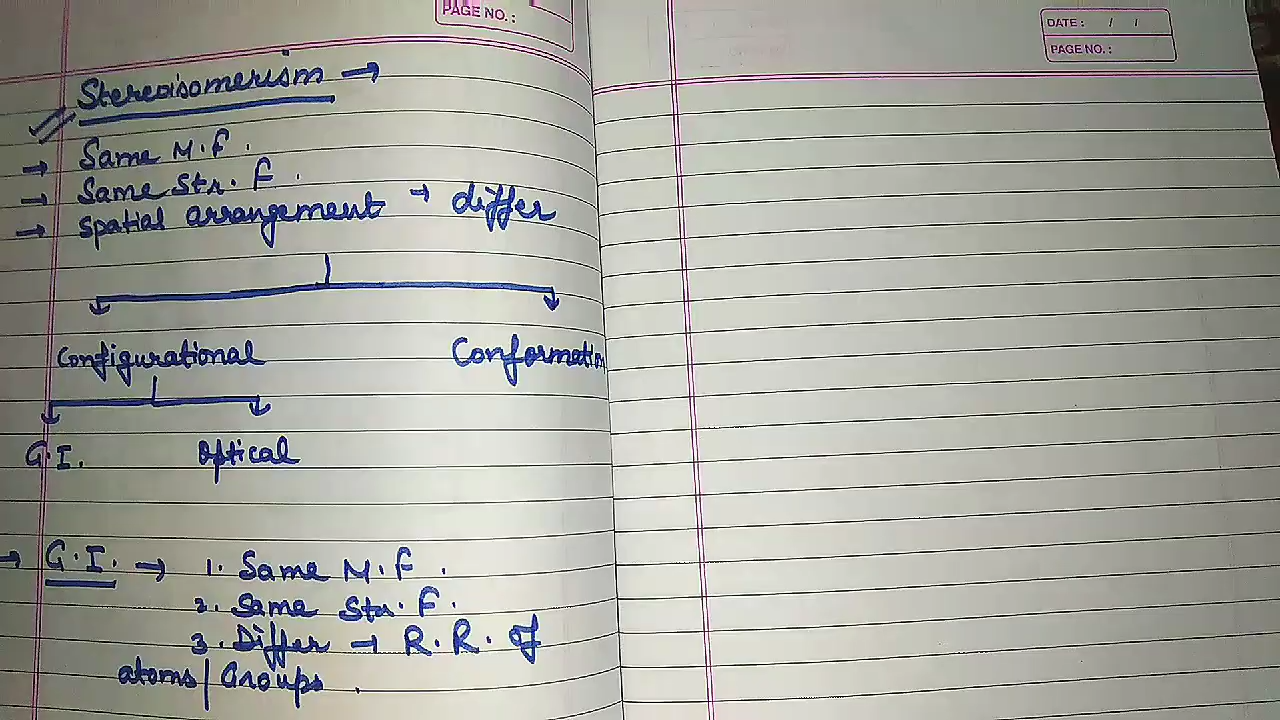 PAGE NO.:
DATE: / /
PAGE NO.:
Stereoisomerism →
→ Same M.F.
→ Same Str. F.
→ Spatial arrangement → differ
Configurational Conformation
G.I. Optical
→ G.I. → 1. Same M.F.
2. Same Str. F.
3. Differ → R.R. of
atoms/Groups.